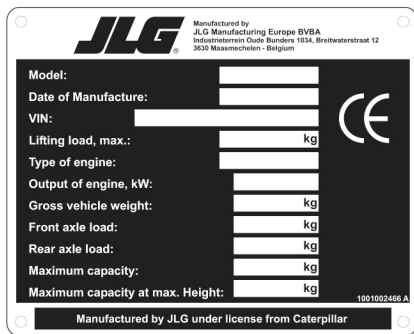 JLG®
Manufactured by
JLG Manufacturing Europe BVBA
Industrieterrein Oude Bunders 1034, Breitwaterstraat 12
3630 Maasmechelen - Belgium
Model:
Date of Manufacture:
VIN:
Lifting load, max.: kg
Type of engine:
Output of engine, kW:
Gross vehicle weight: kg
Front axle load: kg
Rear axle load: kg
Maximum capacity: kg
Maximum capacity at max. Height: kg
CE
1001002466 A
Manufactured by JLG under license from Caterpillar